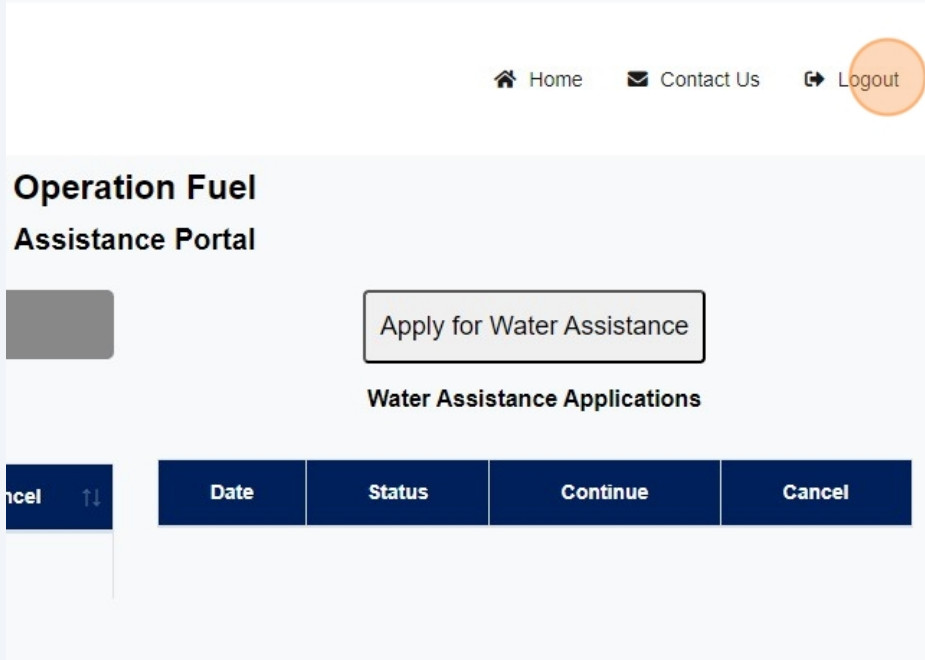 Home Contact Us Logout
Operation Fuel
Assistance Portal
Apply for Water Assistance
Water Assistance Applications
Date Status Continue Cancel